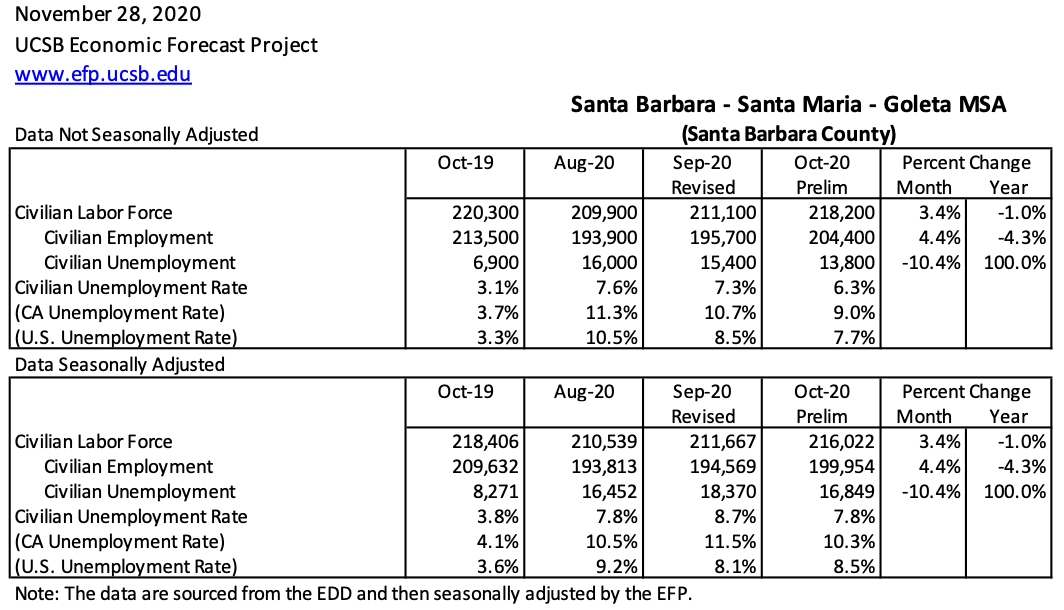 November 28, 2020
UCSB Economic Forecast Project
www.efp.ucsb.edu
Santa Barbara - Santa Maria - Goleta MSA
Data Not Seasonally Adjusted (Santa Barbara County)
Oct-19 Aug-20 Sep-20 Oct-20 Percent Change
Revised Prelim Month Year
Civilian Labor Force 220,300 209,900 211,100 218,200 3.4% -1.0%
Civilian Employment 213,500 193,900 195,700 204,400 4.4% -4.3%
Civilian Unemployment 6,900 16,000 15,400 13,800 -10.4% 100.0%
Civilian Unemployment Rate 3.1% 7.6% 7.3% 6.3%
(CA Unemployment Rate) 3.7% 11.3% 10.7% 9.0%
(U.S. Unemployment Rate) 3.3% 10.5% 8.5% 7.7%
Data Seasonally Adjusted
Oct-19 Aug-20 Sep-20 Oct-20 Percent Change
Revised Prelim Month Year
Civilian Labor Force 218,406 210,539 211,667 216,022 3.4% -1.0%
Civilian Employment 209,632 193,813 194,569 199,954 4.4% -4.3%
Civilian Unemployment 8,271 16,452 18,370 16,849 -10.4% 100.0%
Civilian Unemployment Rate 3.8% 7.8% 8.7% 7.8%
(CA Unemployment Rate) 4.1% 10.5% 11.5% 10.3%
(U.S. Unemployment Rate) 3.6% 9.2% 8.1% 8.5%
Note: The data are sourced from the EDD and then seasonally adjusted by the EFP.